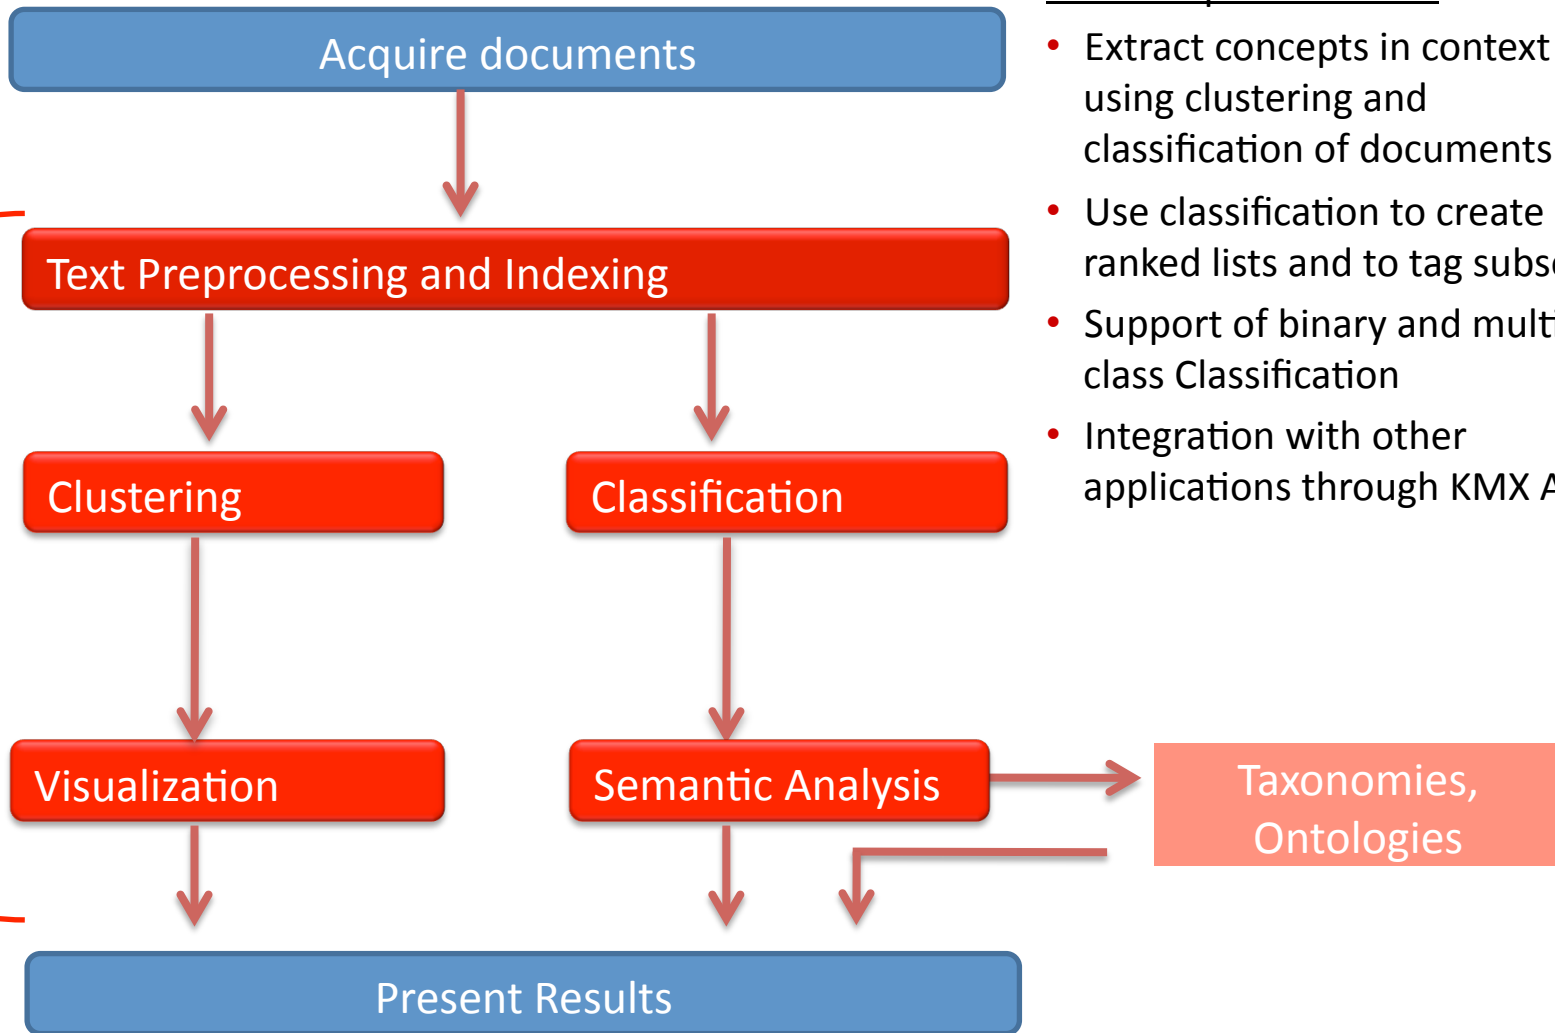 Acquire documents
Text Preprocessing and Indexing
Clustering
Classification
Visualization
Semantic Analysis
Taxonomies,
Ontologies
Present Results
• Extract concepts in context
using clustering and
classification of documents
• Use classification to create
ranked lists and to tag
• Support of binary and
class Classification
• Integration with other
applications through KMX